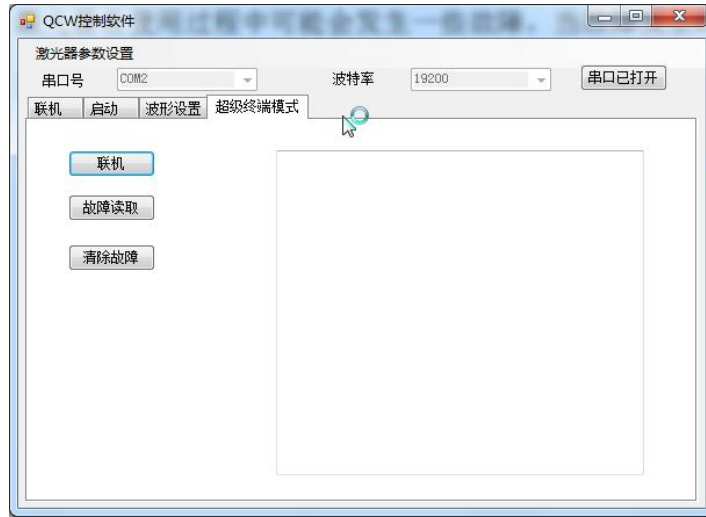 QCW控制软件
激光器参数设置
串口号 COM2 波特率 19200 串口已打开
联机 启动 波形设置 超级终端模式
联机
故障读取
清除故障